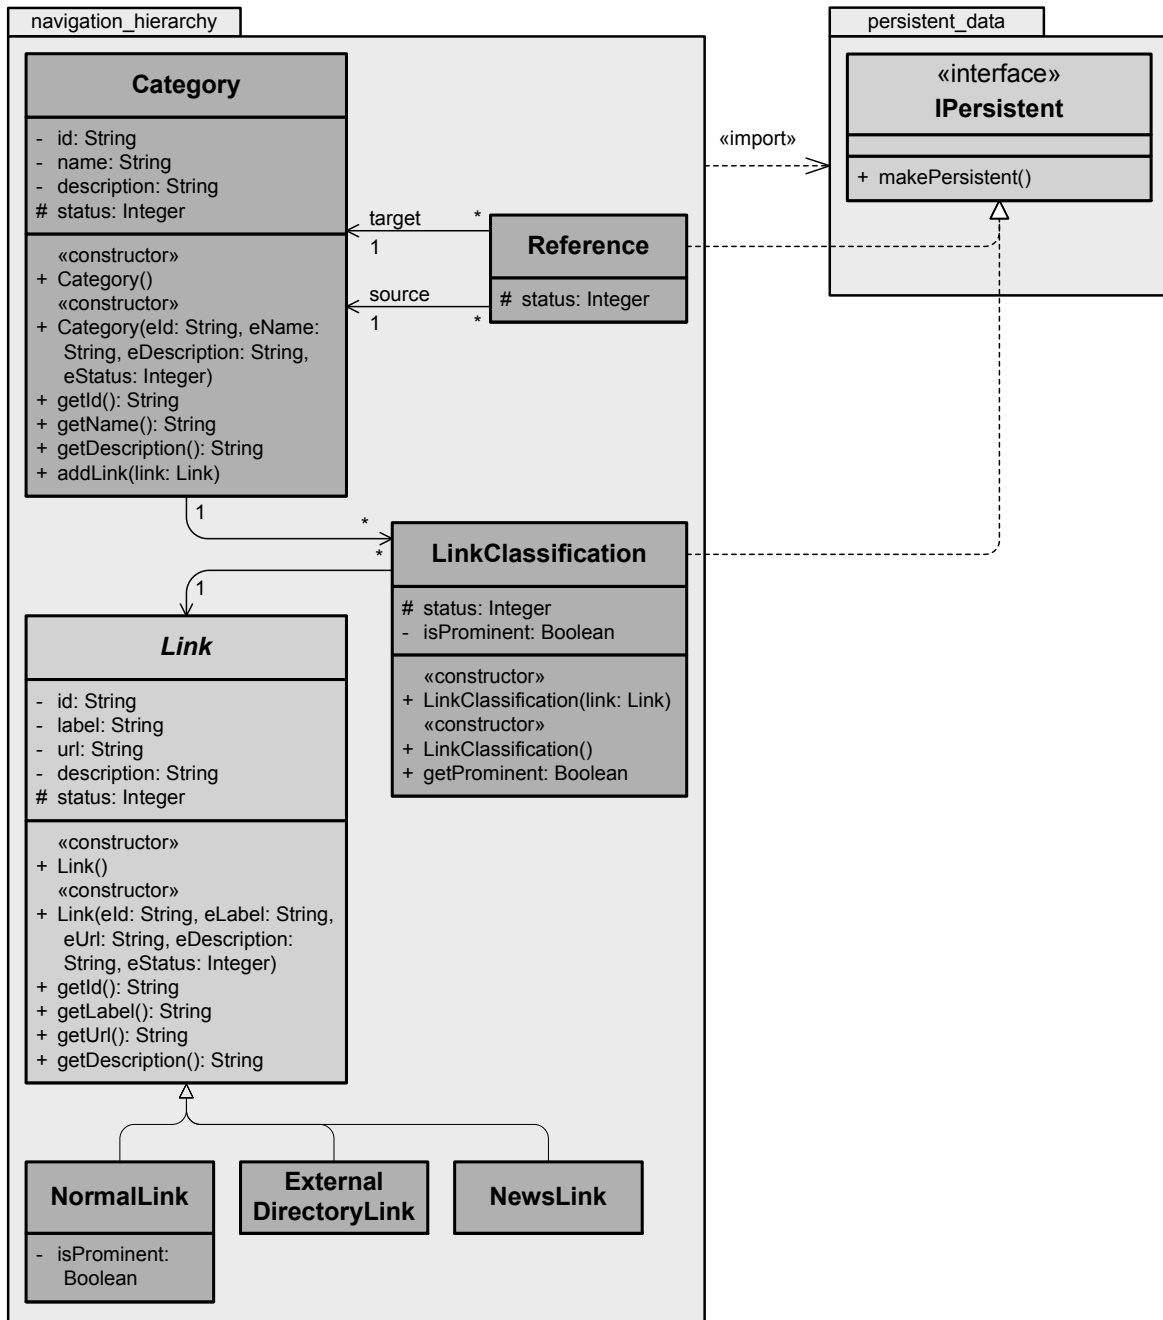 navigation_hierarchy
persistent_data
Category
- id: String
- name: String
- description: String
# status: Integer
«constructor»
+ Category()
«constructor»
+ Category(eId: String, eName:
String, eDescription: String,
eStatus: Integer)
+ getId(): String
+ getName(): String
+ getDescription(): String
+ addLink(link: Link)
«interface»
IPersistent
+ makePersistent()
«import»
target
*
1
source
*
1
Reference
# status: Integer
1
*
*
1
LinkClassification
# status: Integer
- isProminent: Boolean
«constructor»
+ LinkClassification(link: Link)
«constructor»
+ LinkClassification()
+ getProminent: Boolean
Link
- id: String
- label: String
- url: String
- description: String
# status: Integer
«constructor»
+ Link()
«constructor»
+ Link(eId: String, eLabel: String,
eUrl: String, eDescription:
String, eStatus: Integer)
+ getId(): String
+ getLabel(): String
+ getUrl(): String
+ getDescription(): String
NormalLink
- isProminent:
Boolean
External
DirectoryLink
NewsLink